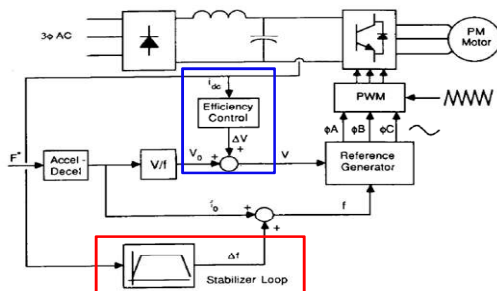 3ϕ AC
PM
Motor
i_dc
Efficiency
Control
PWM
ΔV
ϕA
ϕB
ϕC
F*
Accel-
Decel
V/f
V_o
+
+
V
Reference
Generator
f_o
+
+
f
Δf
Stabilizer Loop